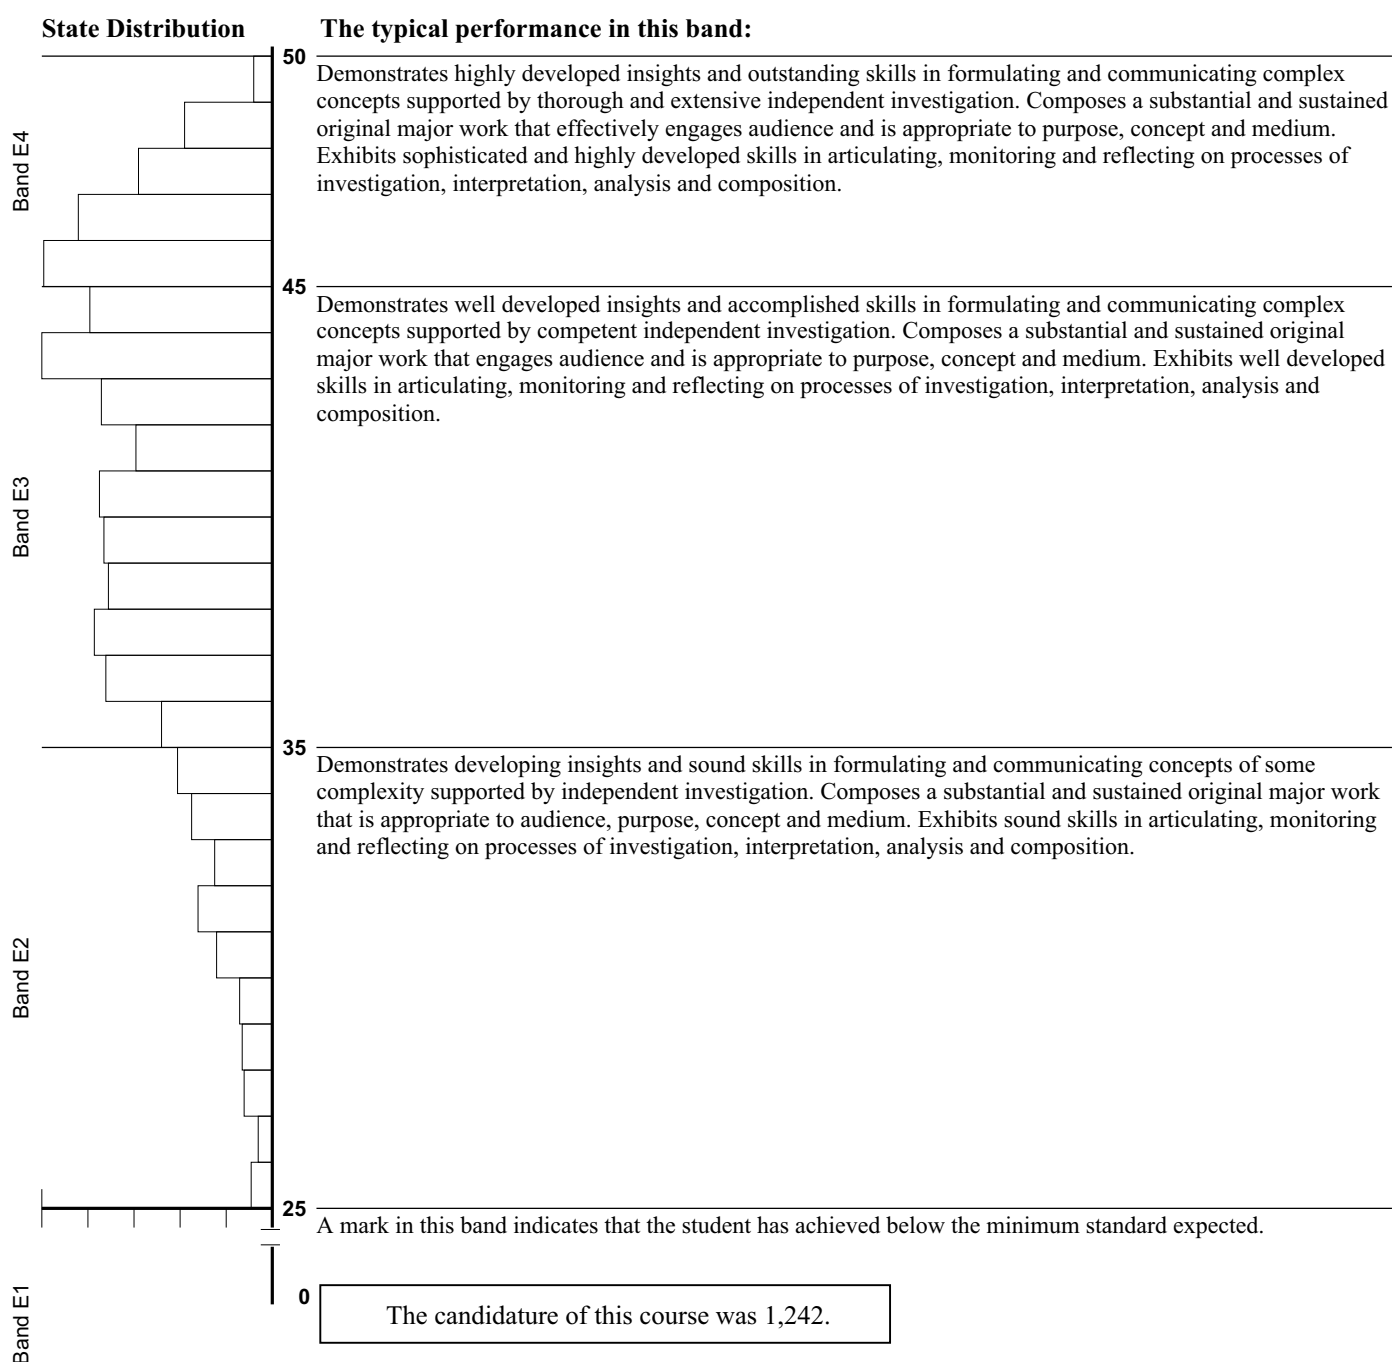 State Distribution
The typical performance in this band:
50
Demonstrates highly developed insights and outstanding skills in formulating and communicating complex
concepts supported by thorough and extensive independent investigation. Composes a substantial and sustained
original major work that effectively engages audience and is appropriate to purpose, concept and medium.
Exhibits sophisticated and highly developed skills in articulating, monitoring and reflecting on processes of
investigation, interpretation, analysis and composition.
Band E4
45
Demonstrates well developed insights and accomplished skills in formulating and communicating complex
concepts supported by competent independent investigation. Composes a substantial and sustained original
major work that engages audience and is appropriate to purpose, concept and medium. Exhibits well developed
skills in articulating, monitoring and reflecting on processes of investigation, interpretation, analysis and
composition.
Band E3
35
Demonstrates developing insights and sound skills in formulating and communicating concepts of some
complexity supported by independent investigation. Composes a substantial and sustained original major work
that is appropriate to audience, purpose, concept and medium. Exhibits sound skills in articulating, monitoring
and reflecting on processes of investigation, interpretation, analysis and composition.
Band E2
25
A mark in this band indicates that the student has achieved below the minimum standard expected.
0
Band E1
The candidature of this course was 1,242.